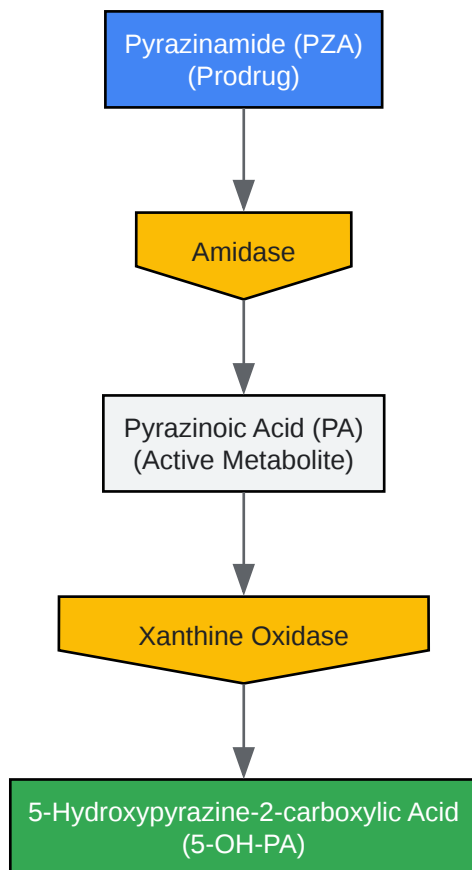 Pyrazinamide (PZA)
(Prodrug)
Amidase
Pyrazinoic Acid (PA)
(Active Metabolite)
Xanthine Oxidase
5-Hydroxypyrazine-2-carboxylic Acid
(5-OH-PA)